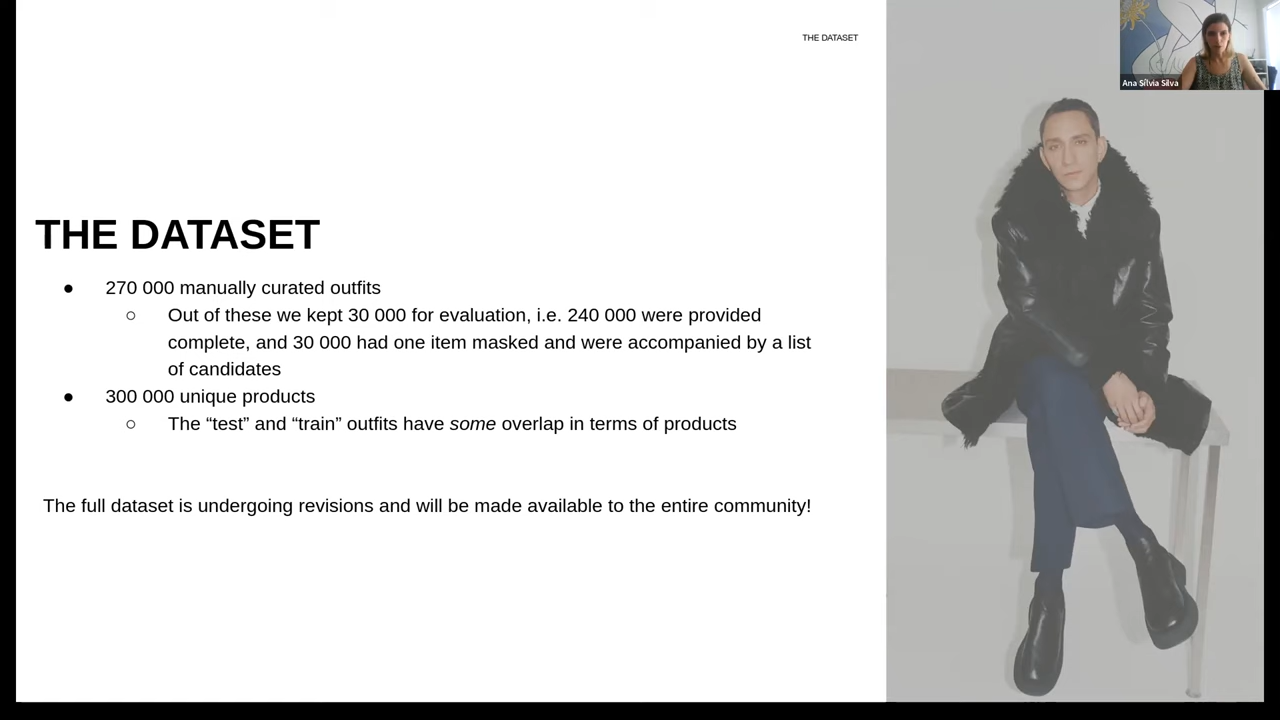 THE DATASET
Ana Sílvia Silva
THE DATASET
● 270 000 manually curated outfits
○ Out of these we kept 30 000 for evaluation, i.e. 240 000 were provided
complete, and 30 000 had one item masked and were accompanied by a list
of candidates
● 300 000 unique products
○ The “test” and “train” outfits have some overlap in terms of products
The full dataset is undergoing revisions and will be made available to the entire community!